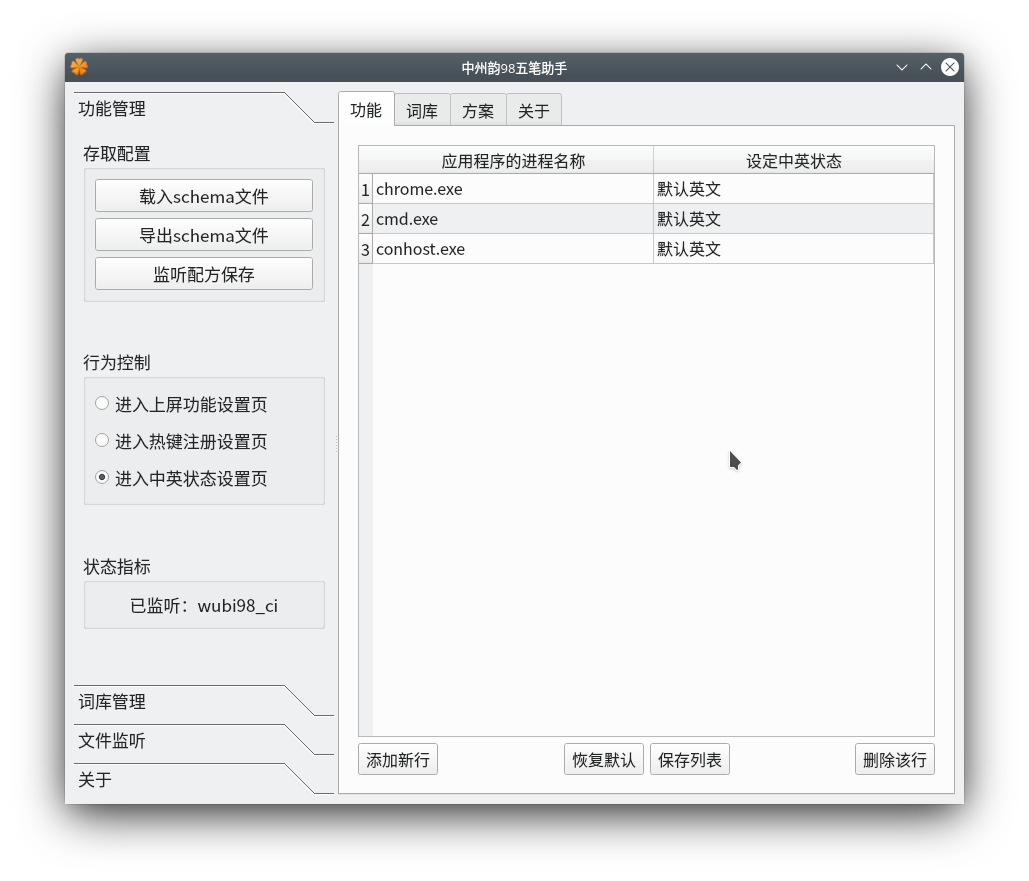 中州韵98五笔助手
功能管理
存取配置
载入schema文件
导出schema文件
监听配方保存
行为控制
进入上屏功能设置页
进入热键注册设置页
进入中英状态设置页
状态指标
已监听：wubi98_ci
词库管理
文件监听
关于
功能 词库 方案 关于
应用程序的进程名称 设定中英状态
1 chrome.exe 默认英文
2 cmd.exe 默认英文
3 conhost.exe 默认英文
添加新行 恢复默认 保存列表 删除该行